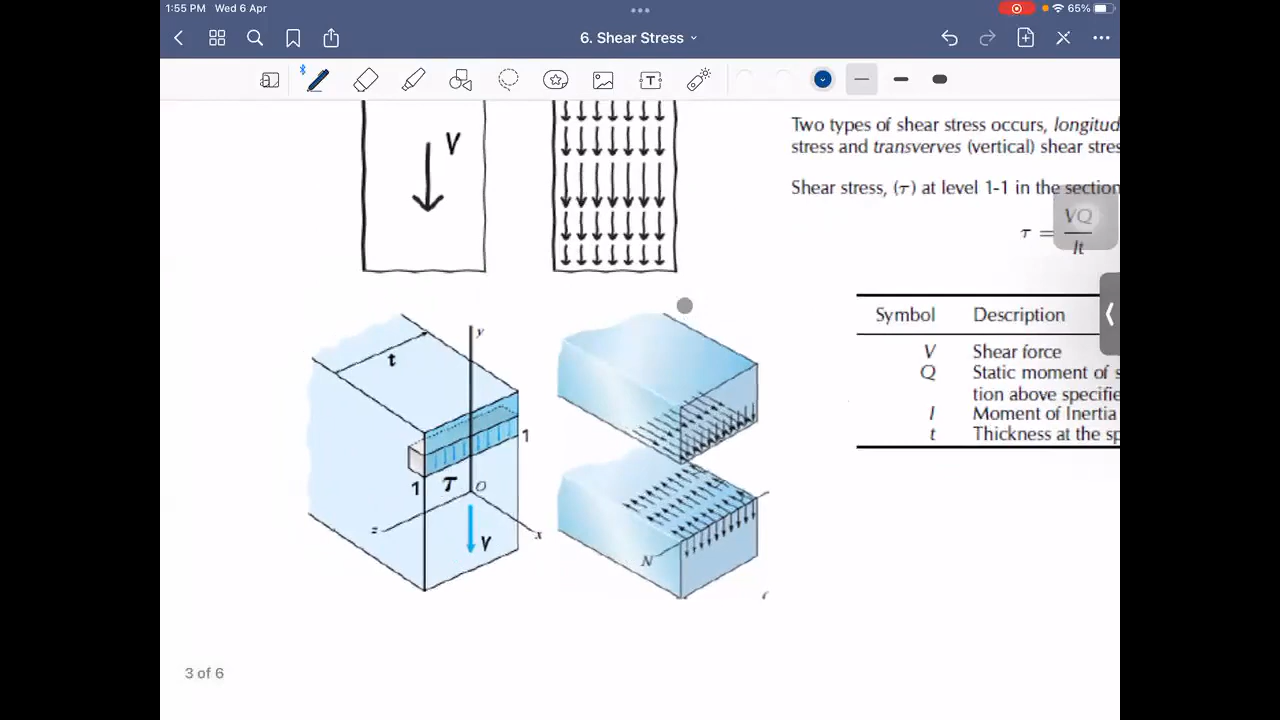 1:55 PM Wed 6 Apr
65%
6. Shear Stress
T
V
Two types of shear stress occurs, longitud
stress and transverves (vertical) shear stres
Shear stress, (τ) at level 1-1 in the section
τ = VQ
It
Symbol Description
V Shear force
Q Static moment of s
tion above specifie
I Moment of Inertia
t Thickness at the sp
t
y
1
1
τ
O
z
x
V
N
3 of 6